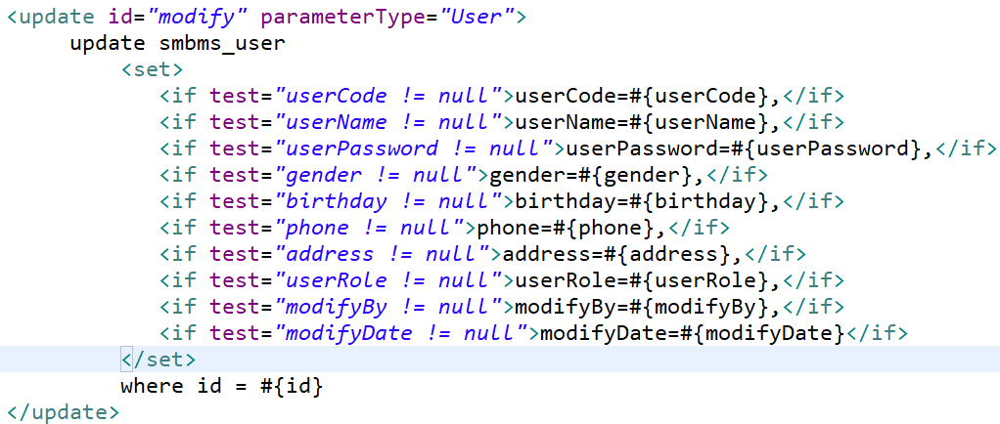 <update id="modify" parameterType="User">
update smbms_user
<set>
<if test="userCode != null">userCode=#{userCode},</if>
<if test="userName != null">userName=#{userName},</if>
<if test="userPassword != null">userPassword=#{userPassword},</if>
<if test="gender != null">gender=#{gender},</if>
<if test="birthday != null">birthday=#{birthday},</if>
<if test="phone != null">phone=#{phone},</if>
<if test="address != null">address=#{address},</if>
<if test="userRole != null">userRole=#{userRole},</if>
<if test="modifyBy != null">modifyBy=#{modifyBy},</if>
<if test="modifyDate != null">modifyDate=#{modifyDate}</if>
</set>
where id = #{id}
</update>